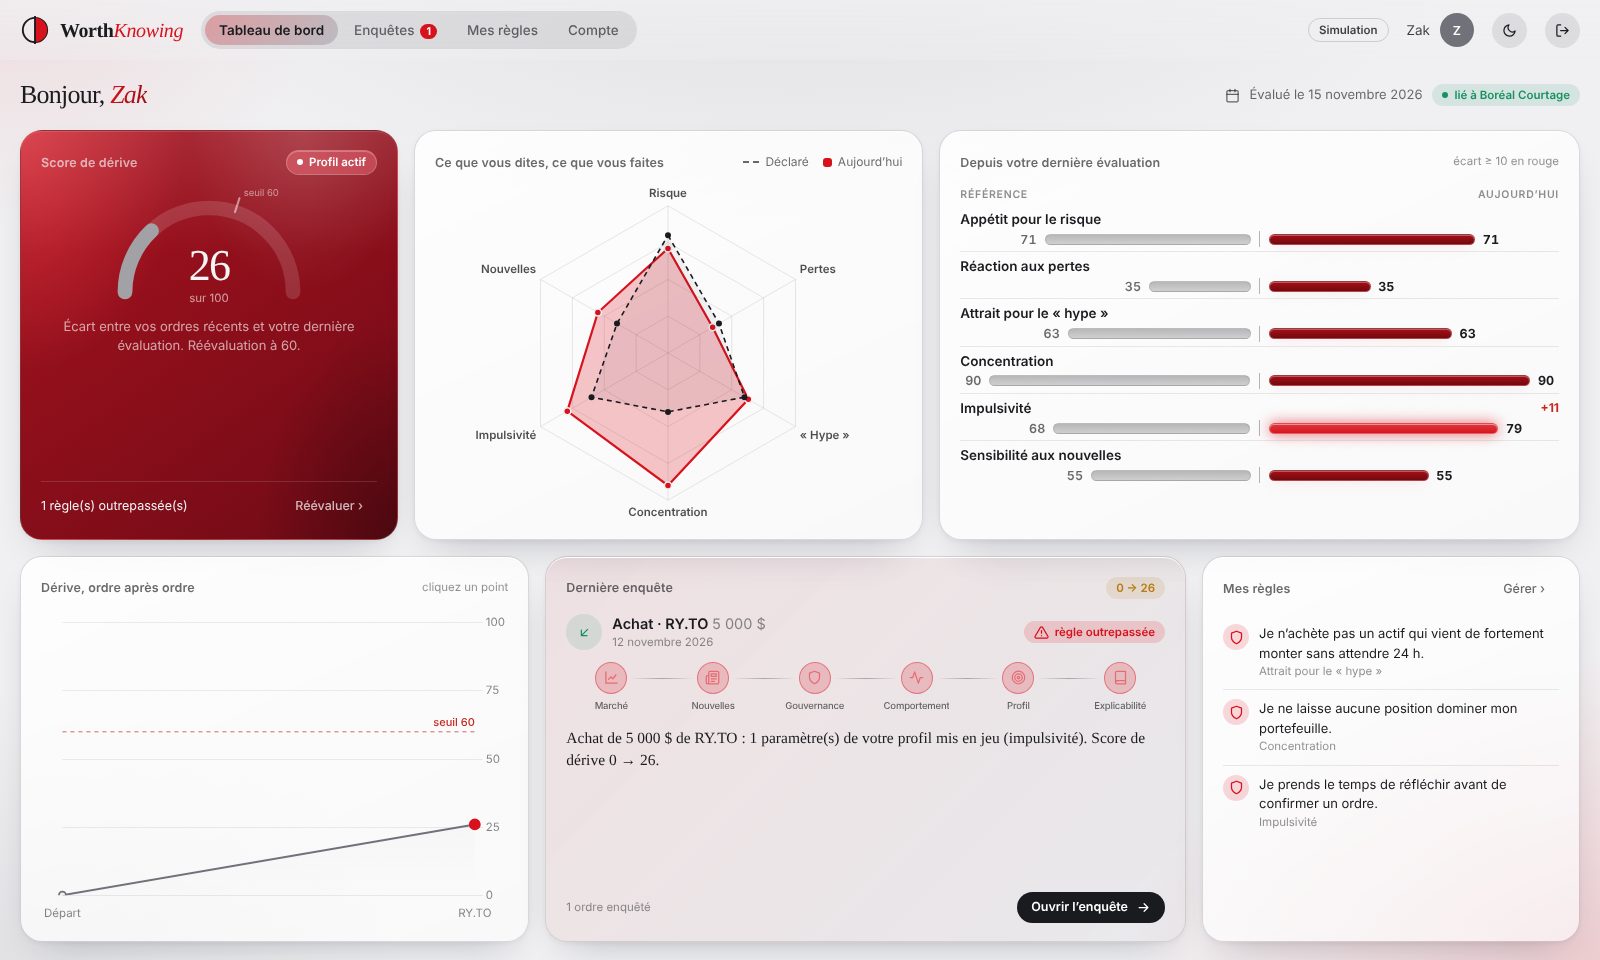 WorthKnowing
Tableau de bord
Enquêtes 1
Mes règles
Compte
Simulation
Zak
Z
Bonjour, Zak
Évalué le 15 novembre 2026
lié à Boréal Courtage
Score de dérive
Profil actif
seuil 60
26
sur 100
Écart entre vos ordres récents et votre dernière
évaluation. Réévaluation à 60.
1 règle(s) outrepassée(s)
Réévaluer ›
Ce que vous dites, ce que vous faites
Déclaré
Aujourd’hui
Risque
Nouvelles
Pertes
Impulsivité
« Hype »
Concentration
Depuis votre dernière évaluation
écart ≥ 10 en rouge
RÉFÉRENCE
AUJOURD’HUI
Appétit pour le risque
71 71
Réaction aux pertes
35 35
Attrait pour le « hype »
63 63
Concentration
90 90
Impulsivité
+11
68 79
Sensibilité aux nouvelles
55 55
Dérive, ordre après ordre
cliquez un point
100
75
seuil 60
50
25
0
Départ
RY.TO
Dernière enquête
0 → 26
Achat · RY.TO 5 000 $
12 novembre 2026
règle outrepassée
Marché
Nouvelles
Gouvernance
Comportement
Profil
Explicabilité
Achat de 5 000 $ de RY.TO : 1 paramètre(s) de votre profil mis en jeu (impulsivité). Score de
dérive 0 → 26.
1 ordre enquêté
Ouvrir l’enquête →
Mes règles
Gérer ›
Je n’achète pas un actif qui vient de fortement
monter sans attendre 24 h.
Attrait pour le « hype »
Je ne laisse aucune position dominer mon
portefeuille.
Concentration
Je prends le temps de réfléchir avant de
confirmer un ordre.
Impulsivité